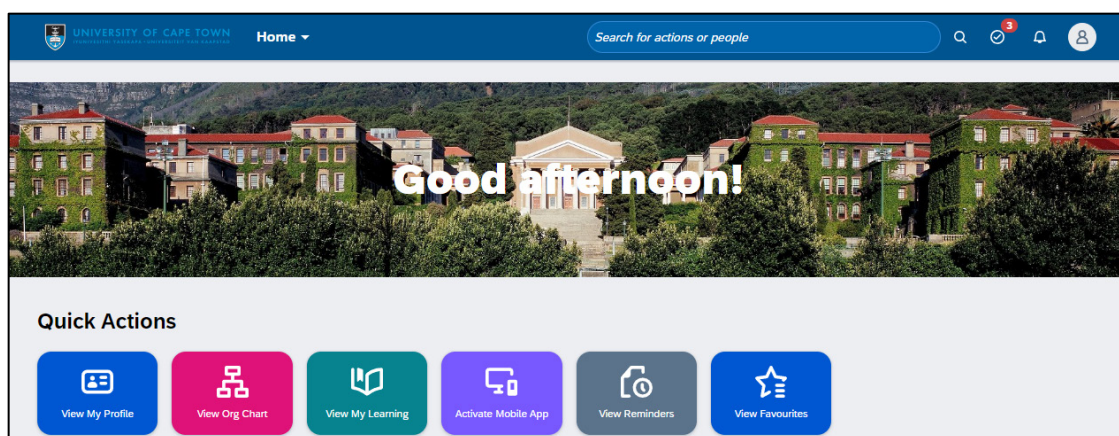 UNIVERSITY OF CAPE TOWN
Home
Search for actions or people
3
Good afternoon!
Quick Actions
View My Profile
View Org Chart
View My Learning
Activate Mobile App
View Reminders
View Favourites